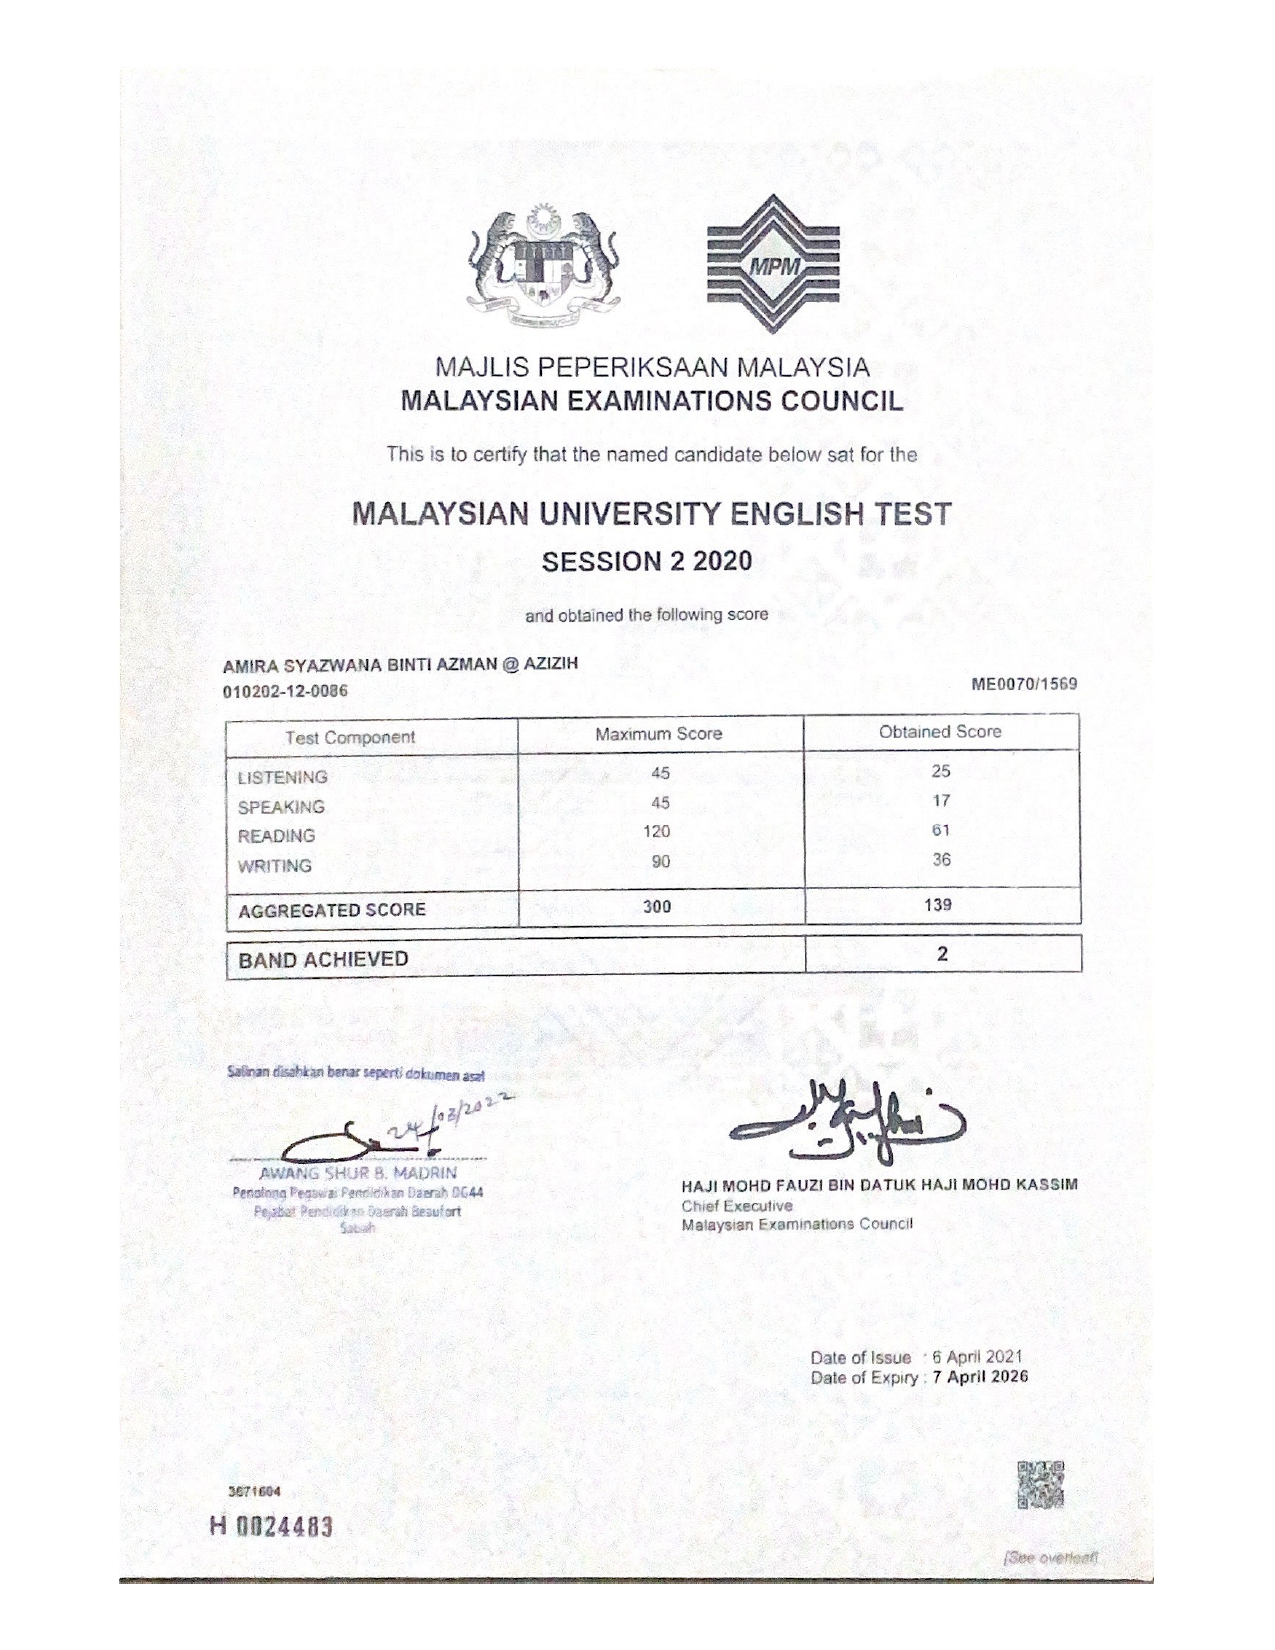 MPM
MAJLIS PEPERIKSAAN MALAYSIA
MALAYSIAN EXAMINATIONS COUNCIL
This is to certify that the named candidate below sat for the
MALAYSIAN UNIVERSITY ENGLISH TEST
SESSION 2 2020
and obtained the following score
AMIRA SYAZWANA BINTI AZMAN @ AZIZIH
010202-12-0086
ME0070/1569
Test Component Maximum Score Obtained Score
LISTENING 45 25
SPEAKING 45 17
READING 120 61
WRITING 90 36
AGGREGATED SCORE 300 139
BAND ACHIEVED 2
Salinan disahkan benar seperti dokumen asal
24/03/2022
AWANG SHUR B. MADRIN
Penolong Pegawai Pendidikan Daerah DG44
Pejabat Pendidikan Daerah Beaufort
Sabah
HAJI MOHD FAUZI BIN DATUK HAJI MOHD KASSIM
Chief Executive
Malaysian Examinations Council
Date of Issue : 6 April 2021
Date of Expiry : 7 April 2026
3671604
H 0024483
[See overleaf]